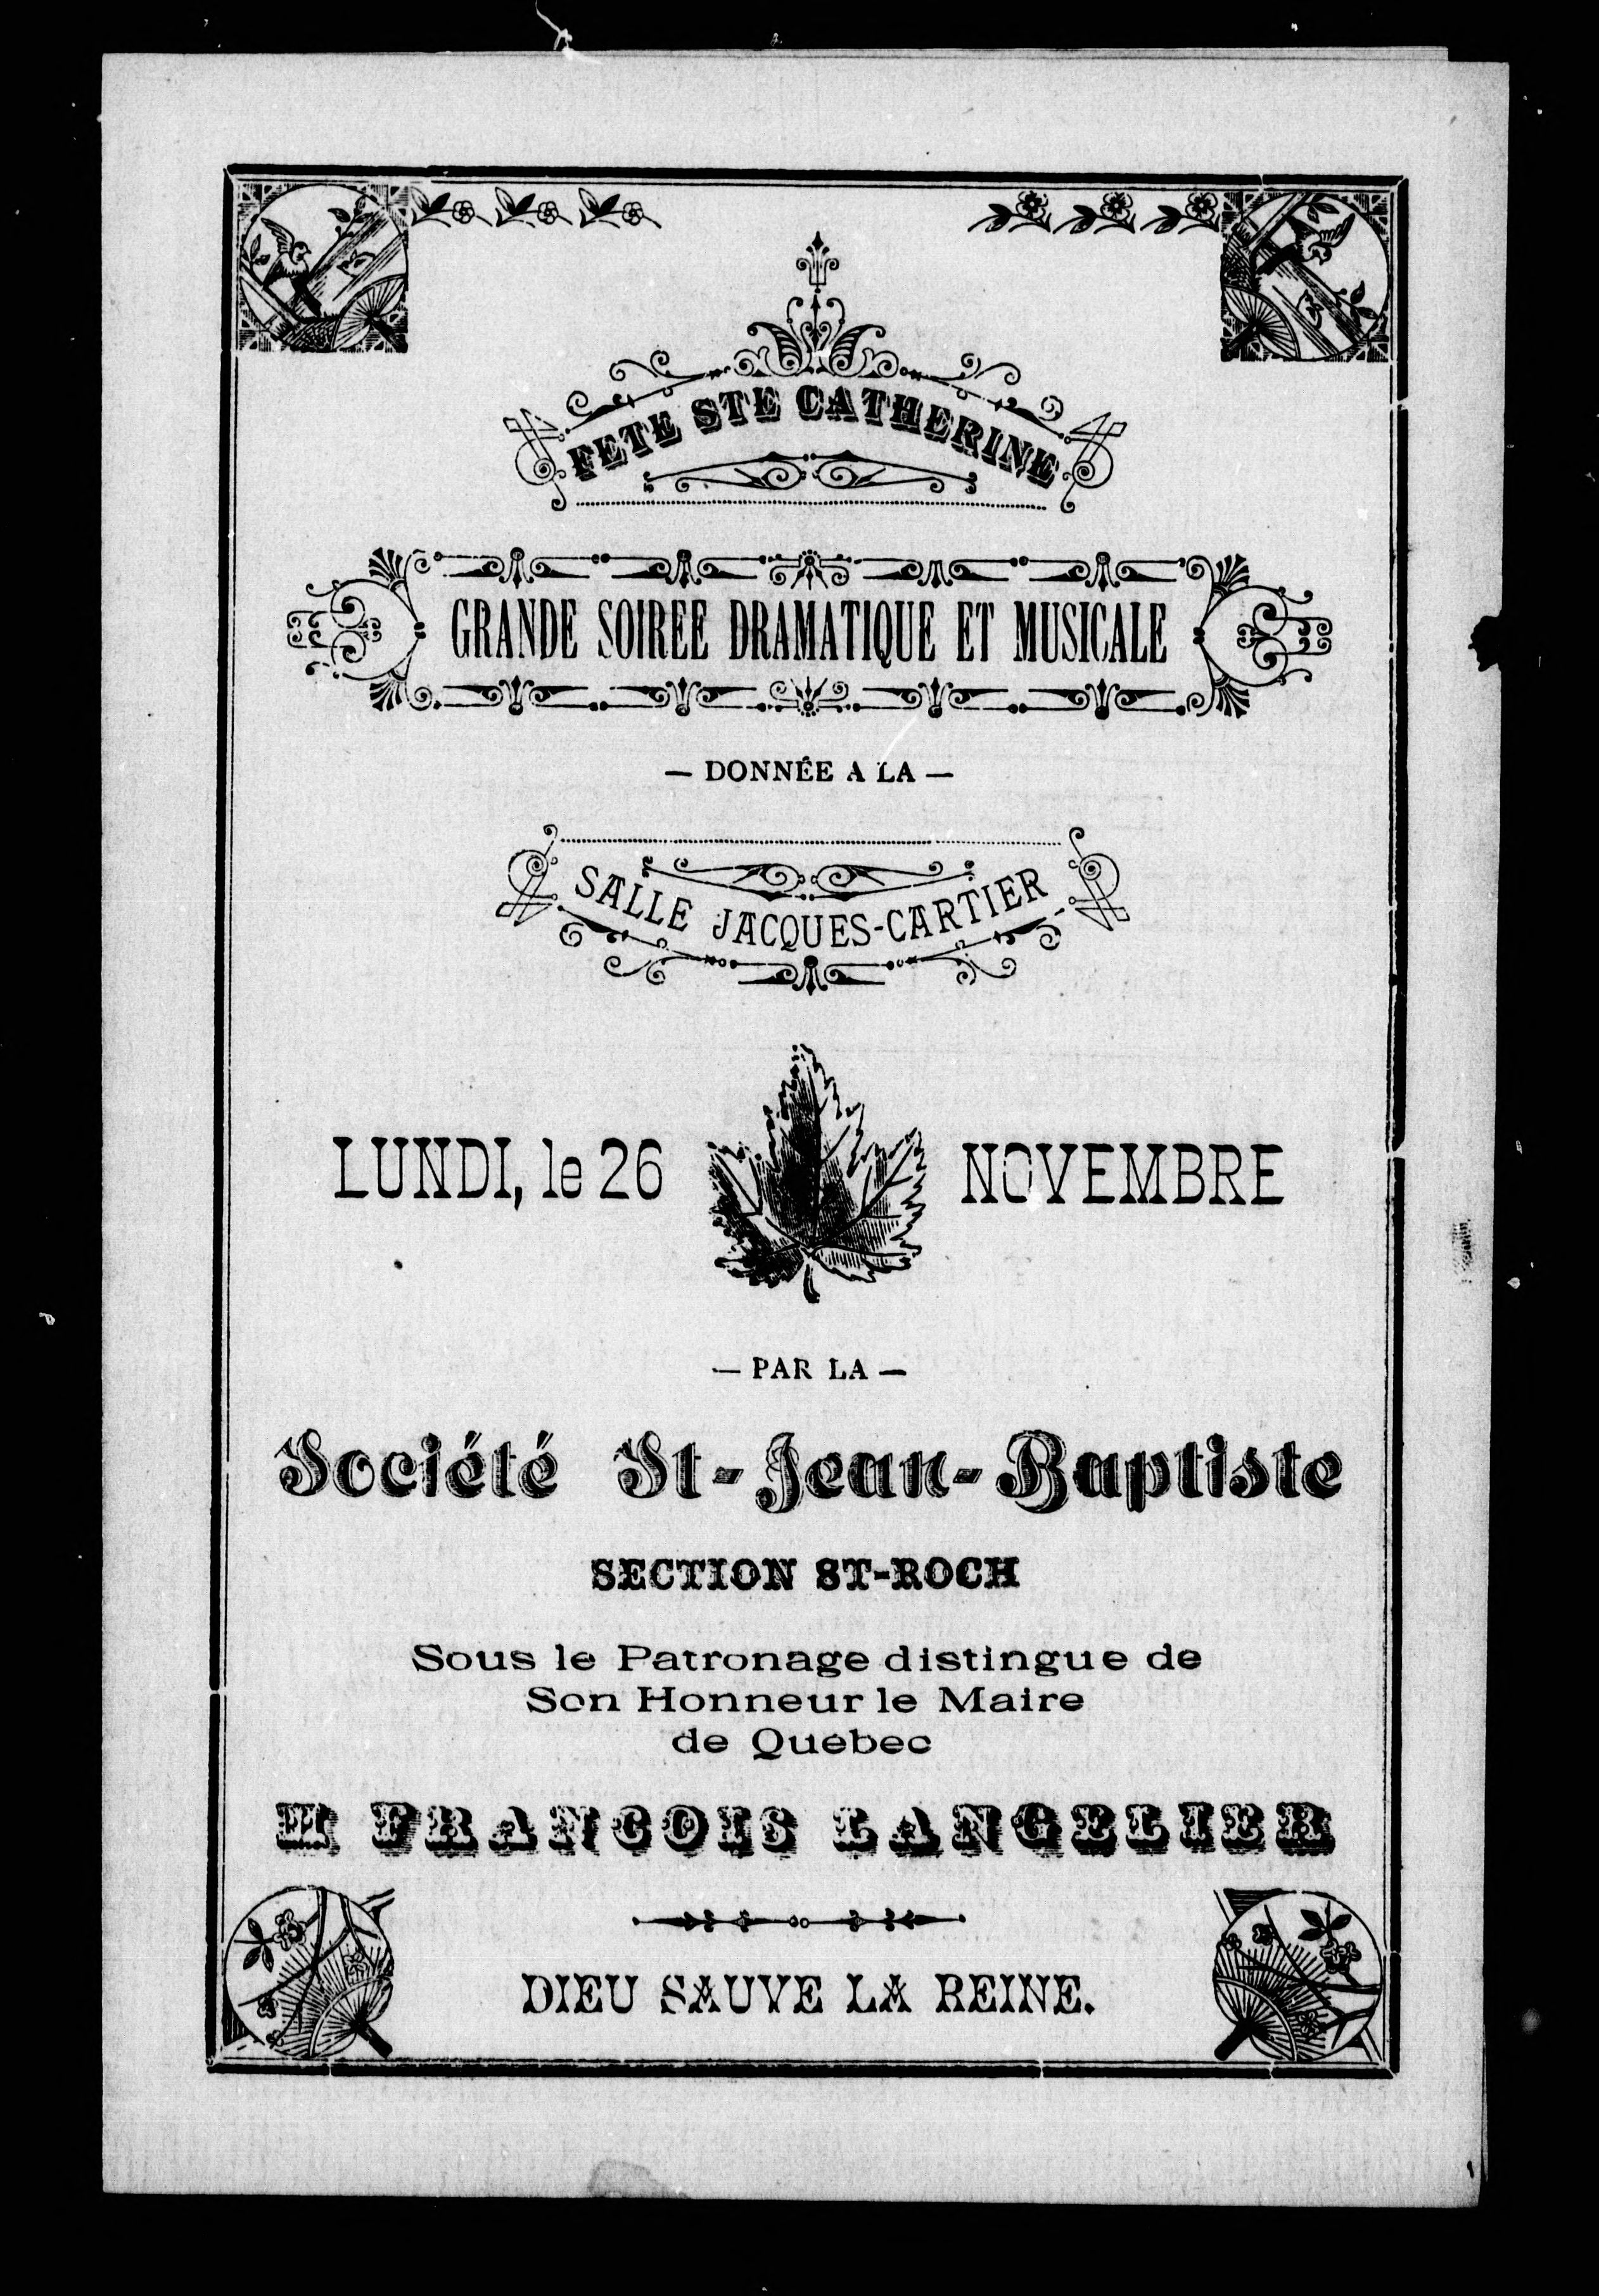 FETE STE CATHERINE
GRANDE SOIREE DRAMATIQUE ET MUSICALE
— DONNÉE A LA —
SALLE JACQUES-CARTIER
LUNDI, le 26 NOVEMBRE
— PAR LA —
Société St-Jean-Baptiste
SECTION ST-ROCH
Sous le Patronage distingue de
Son Honneur le Maire
de Québec
M FRANCOIS LANGELIER
DIEU SAUVE LA REINE.